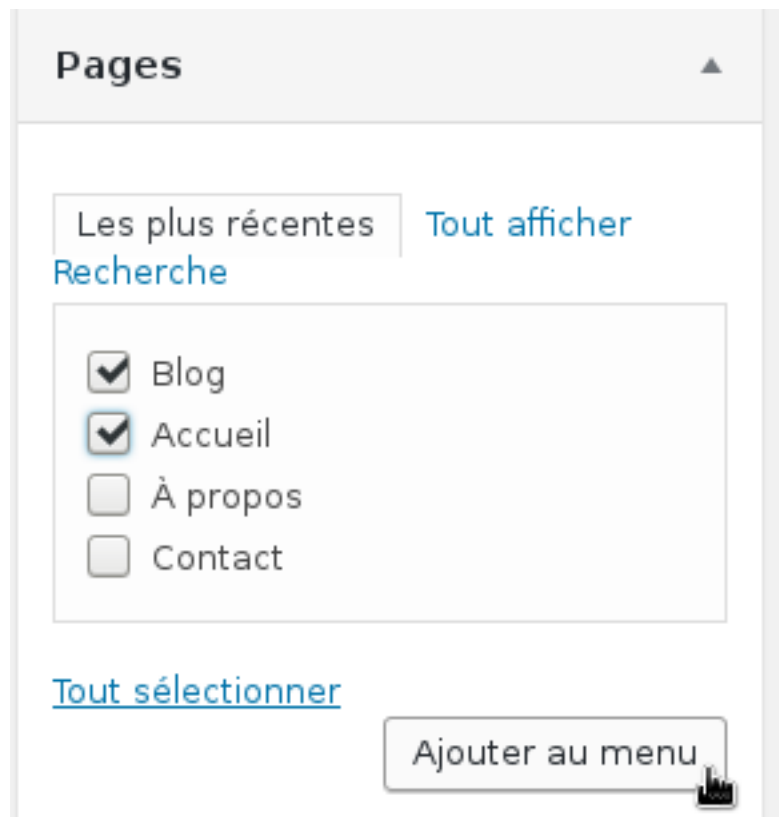 Pages
Les plus récentes Tout afficher
Recherche
Blog
Accueil
À propos
Contact
Tout sélectionner
Ajouter au menu